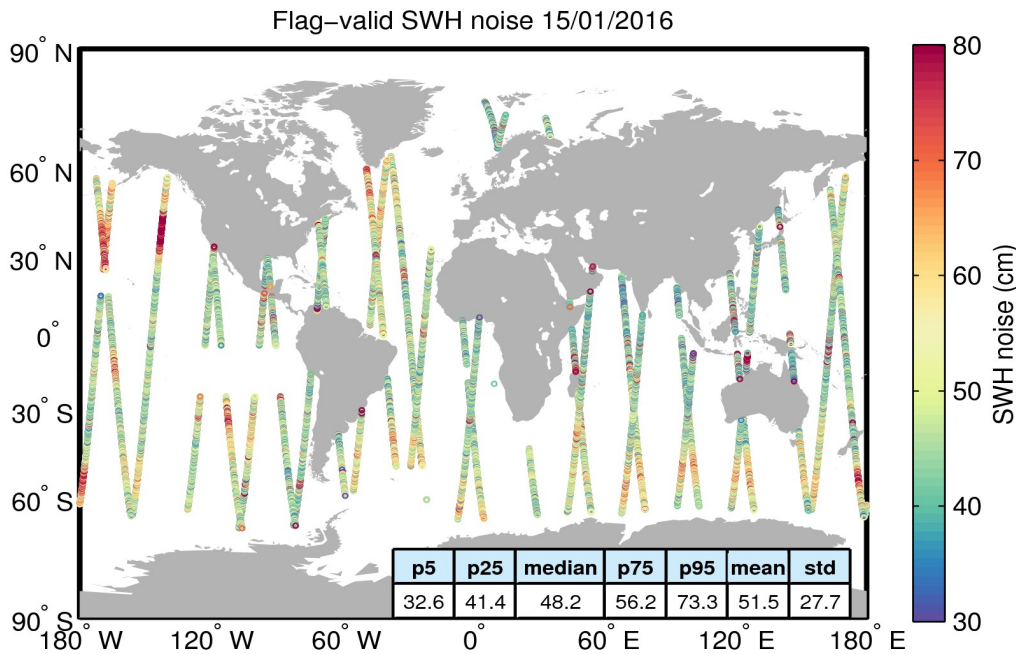 Flag−valid SWH noise 15/01/2016
90° N
60° N
30° N
0°
30° S
60° S
90° S
180° W
120° W
60° W
0°
60° E
120° E
180° E
p5 p25 median p75 p95 mean std
32.6 41.4 48.2 56.2 73.3 51.5 27.7
80
70
60
50
40
30
SWH noise (cm)